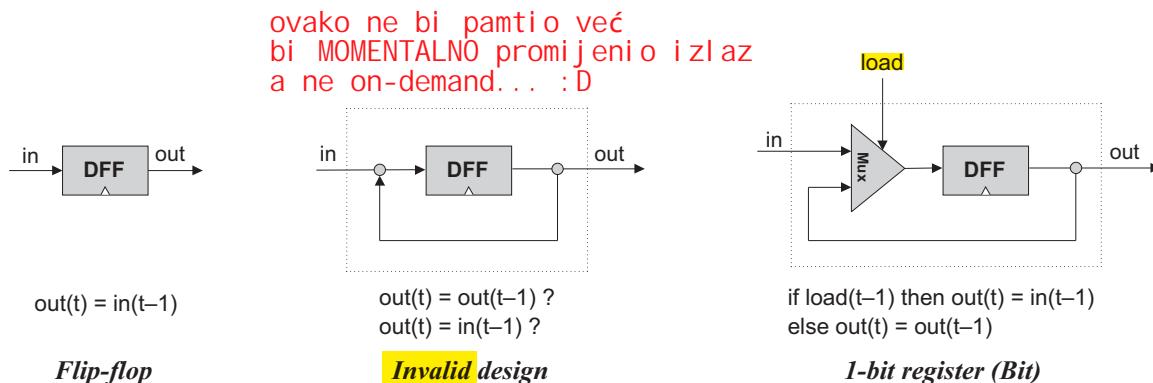 ovako ne bi pamtio već
bi MOMENTALNO promijenio izlaz
a ne on-demand... :D
in
DFF
out
out(t) = in(t–1)
Flip-flop
in
DFF
out
out(t) = out(t–1) ?
out(t) = in(t–1) ?
Invalid design
load
in
Mux
DFF
out
if load(t–1) then out(t) = in(t–1)
else out(t) = out(t–1)
1-bit register (Bit)